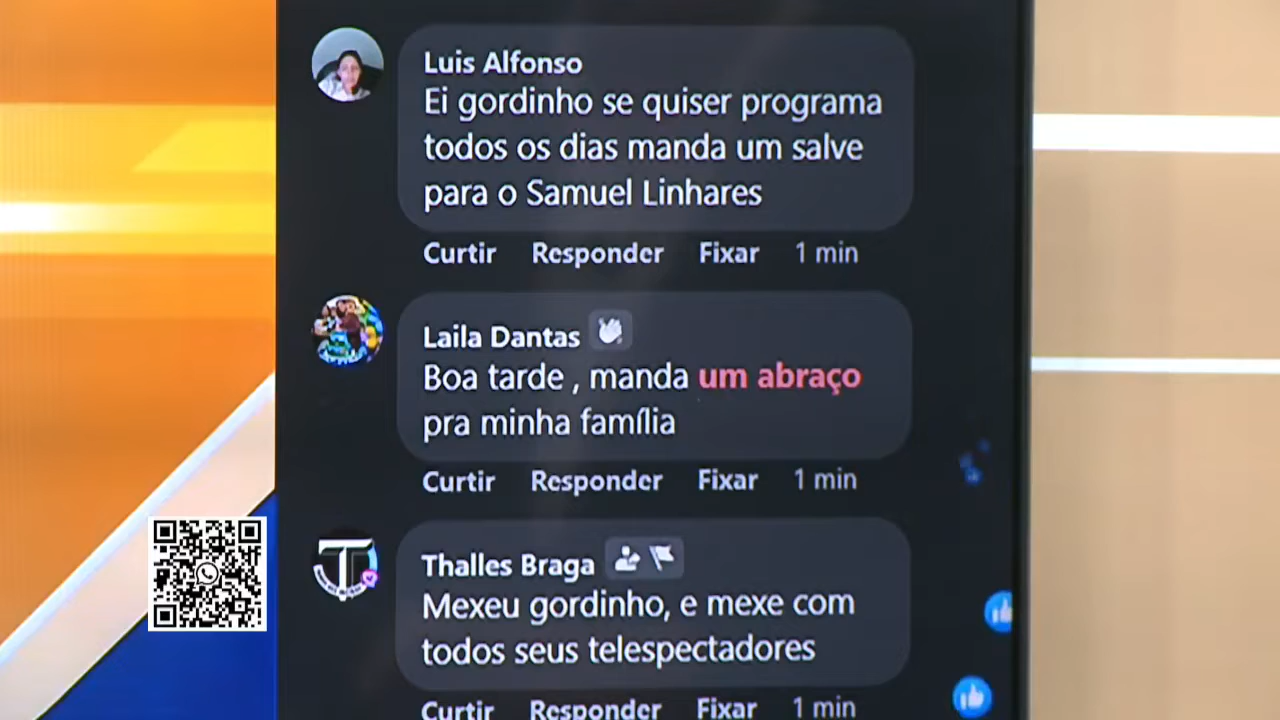 Luis Alfonso
Ei gordinho se quiser programa
todos os dias manda um salve
para o Samuel Linhares
Curtir Responder Fixar 1 min
Laila Dantas
Boa tarde , manda um abraço
pra minha família
Curtir Responder Fixar 1 min
Thalles Braga
Mexeu gordinho, e mexe com
todos seus telespectadores
Curtir Responder Fixar 1 min